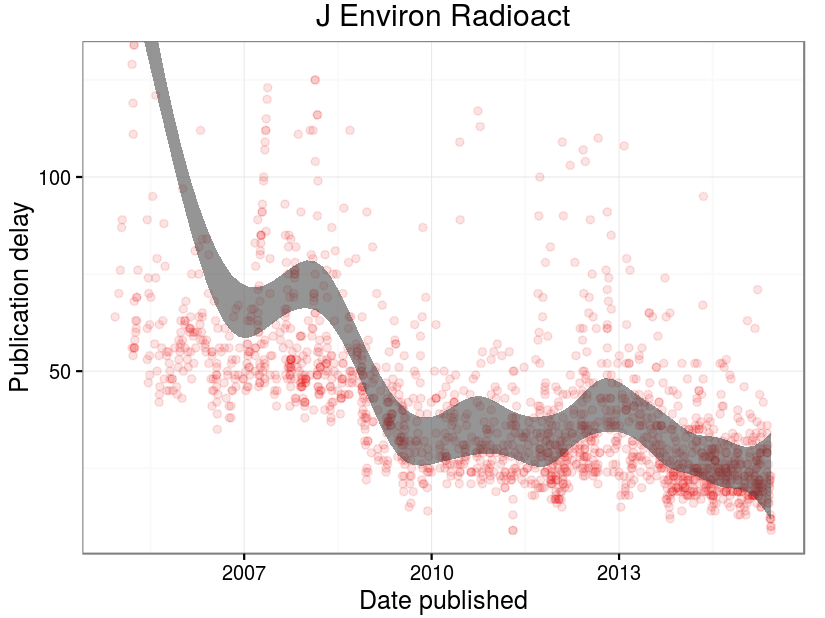 J Environ Radioact
Publication delay
100
50
2007
2010
2013
Date published